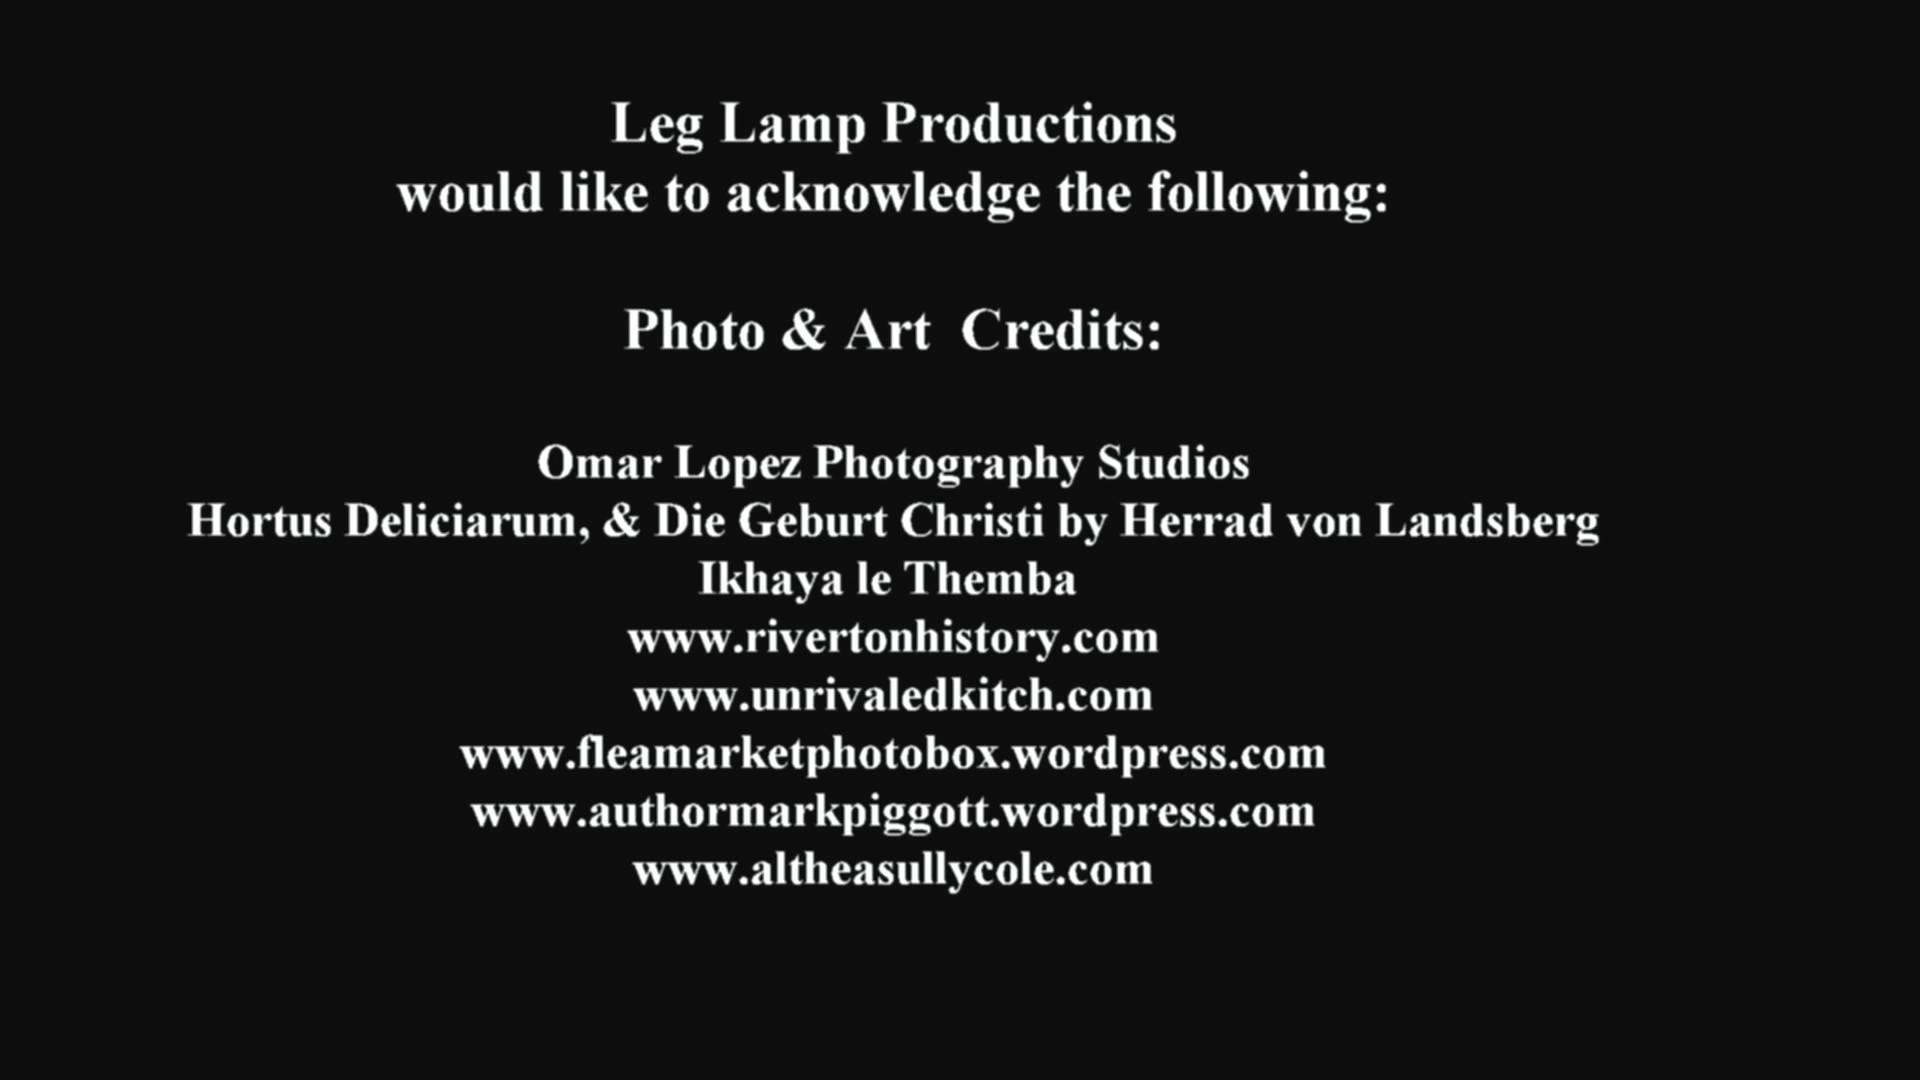 Leg Lamp Productions
would like to acknowledge the following:
Photo & Art  Credits:
Omar Lopez Photography Studios
Hortus Deliciarum, & Die Geburt Christi by Herrad von Landsberg
Ikhaya le Themba
www.rivertonhistory.com
www.unrivaledkitch.com
www.fleamarketphotobox.wordpress.com
www.authormarkpiggott.wordpress.com
www.altheasullycole.com